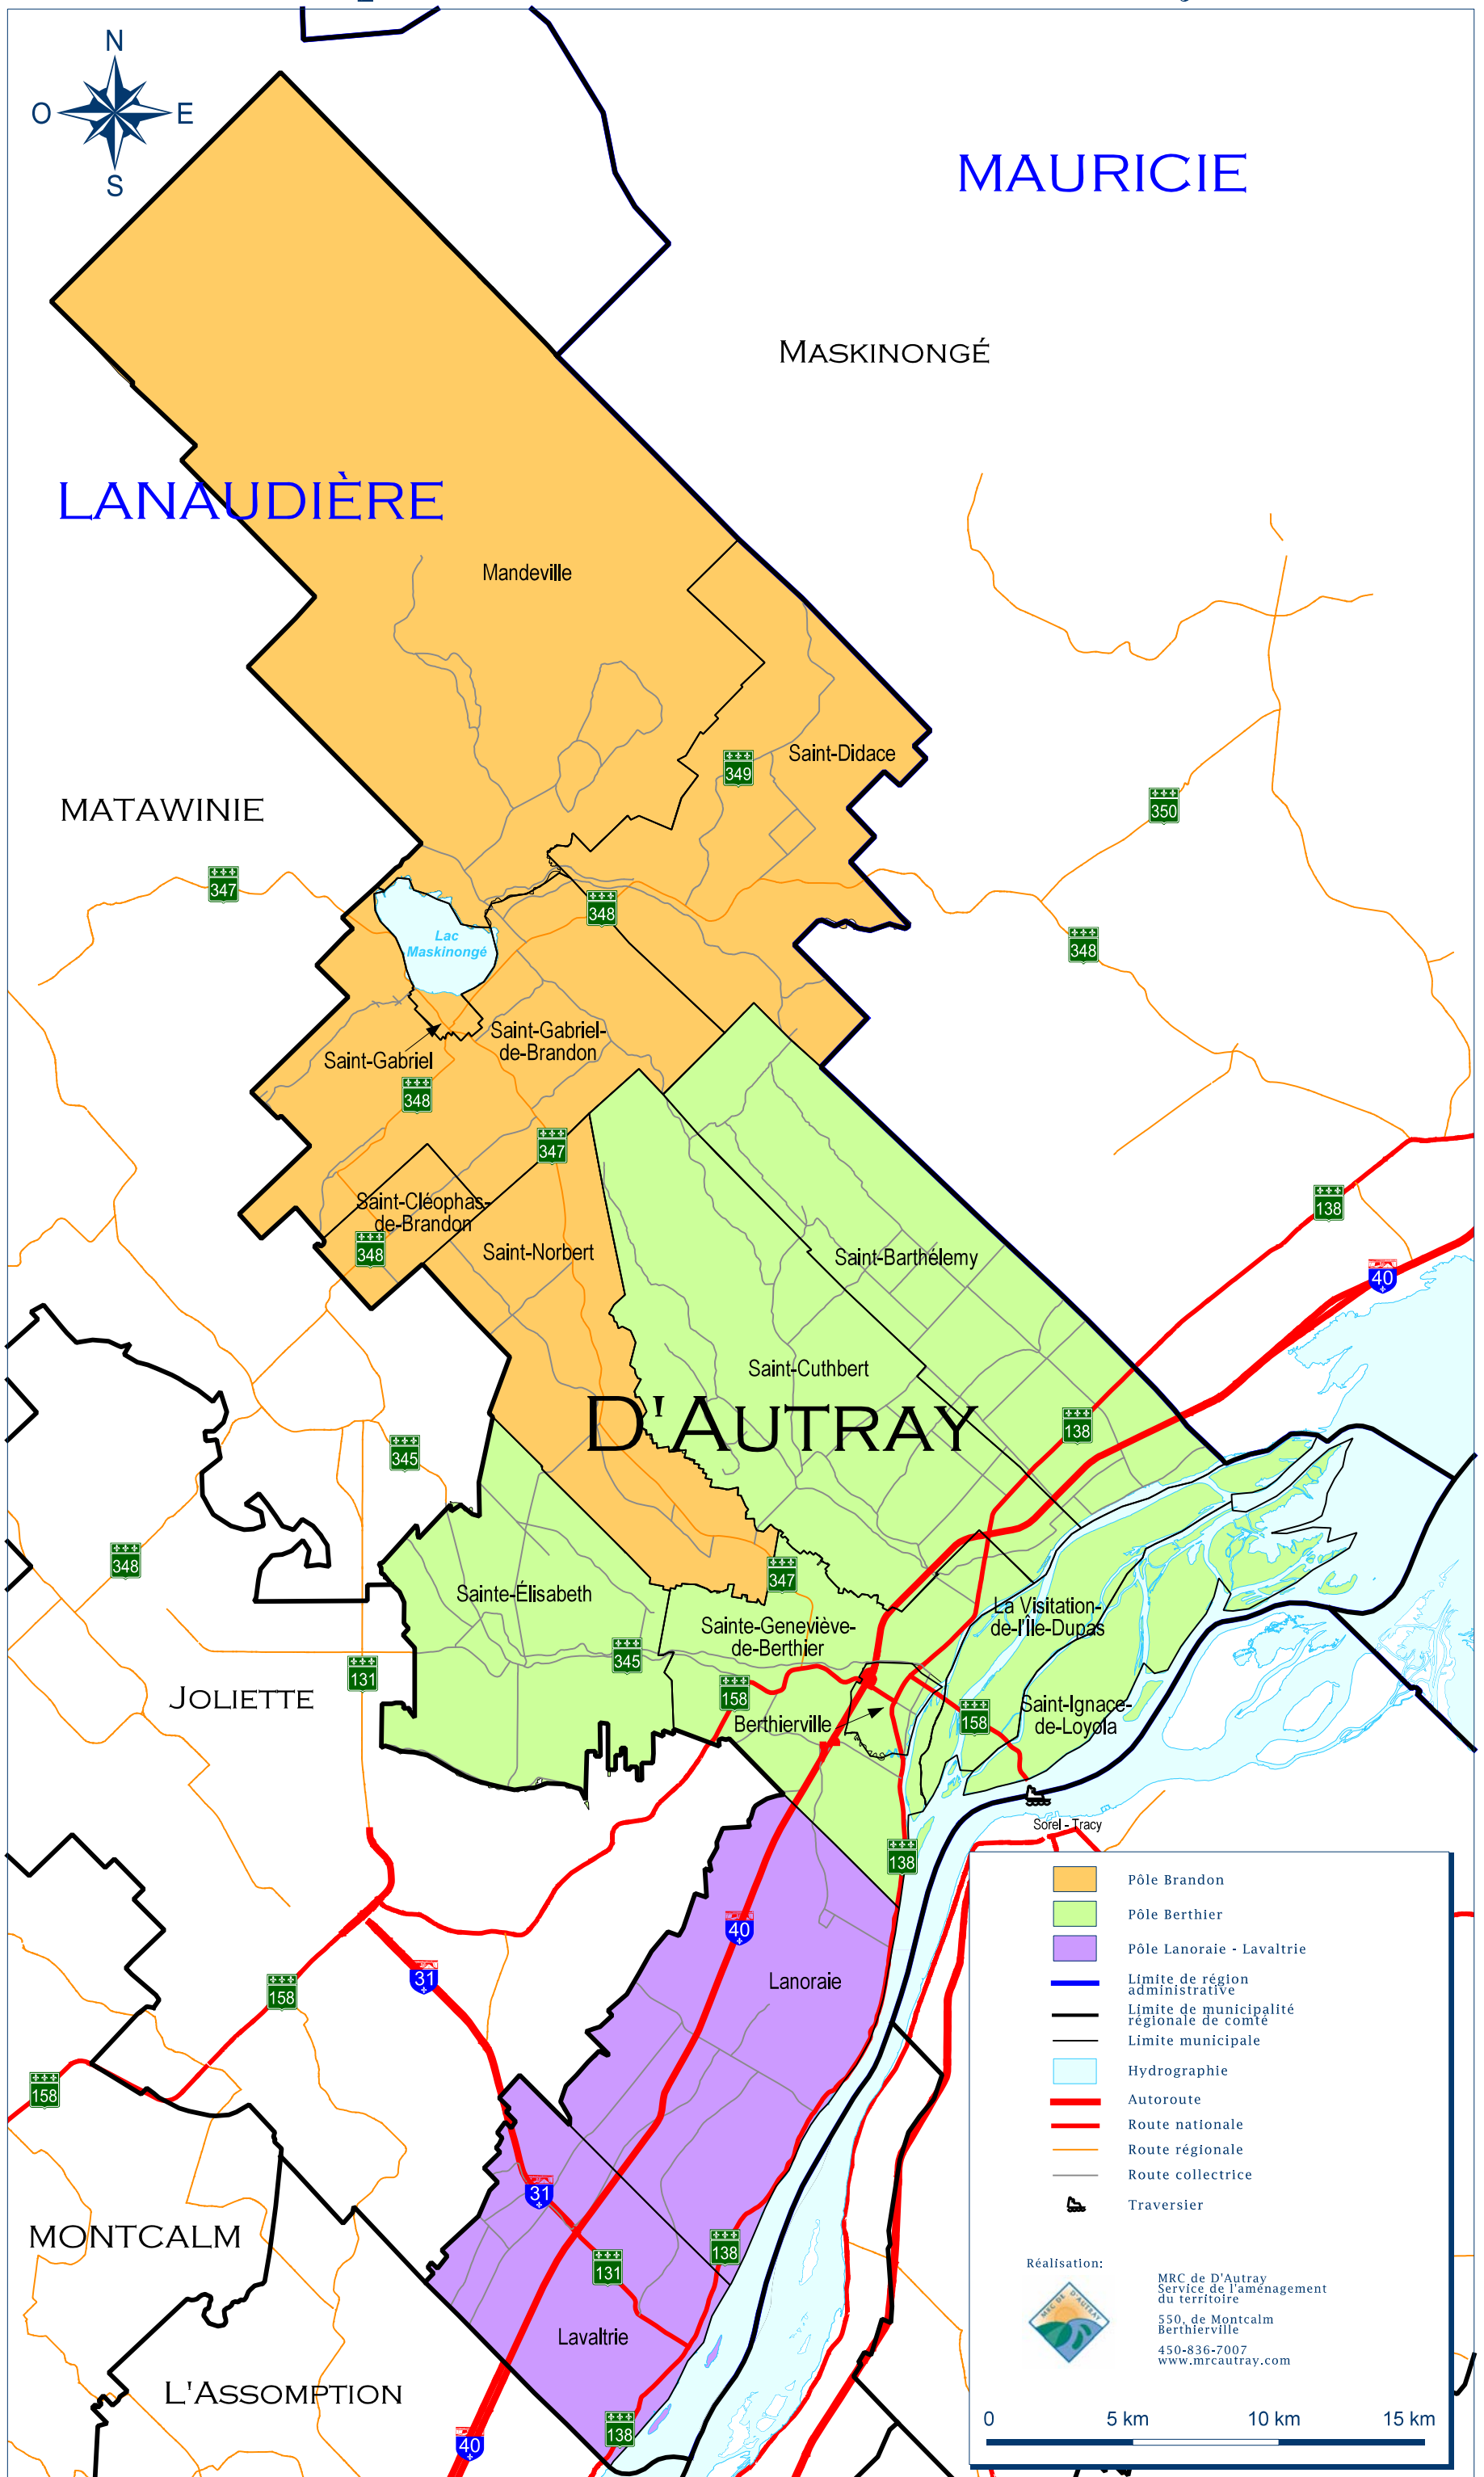 N
O
E
S
MAURICIE
MASKINONGÉ
LANAUDIÈRE
Mandeville
Saint-Didace
349
MATAWINIE
350
347
348
Lac
Maskinongé
348
Saint-Gabriel-
de-Brandon
Saint-Gabriel
348
347
Saint-Cléophas-
de-Brandon
138
348
Saint-Norbert
Saint-Barthélemy
40
Saint-Cuthbert
D'AUTRAY
138
345
348
Sainte-Élisabeth
347
La Visitation-
de-l'Île-Dupas
Sainte-Geneviève-
de-Berthier
345
131
JOLIETTE
158
Berthierville
158
Saint-Ignace-
de-Loyola
Sorel - Tracy
138
40
Lanoraie
31
158
158
31
MONTCALM
138
131
Lavaltrie
L'ASSOMPTION
138
40
Pôle Brandon
Pôle Berthier
Pôle Lanoraie - Lavaltrie
Limite de région
administrative
Limite de municipalité
régionale de comté
Limite municipale
Hydrographie
Autoroute
Route nationale
Route régionale
Route collectrice
Traversier
Réalisation:
MRC DE D'AUTRAY
MRC de D'Autray
Service de l'aménagement
du territoire
550, de Montcalm
Berthierville
450-836-7007
www.mrcautray.com
0 5 km 10 km 15 km